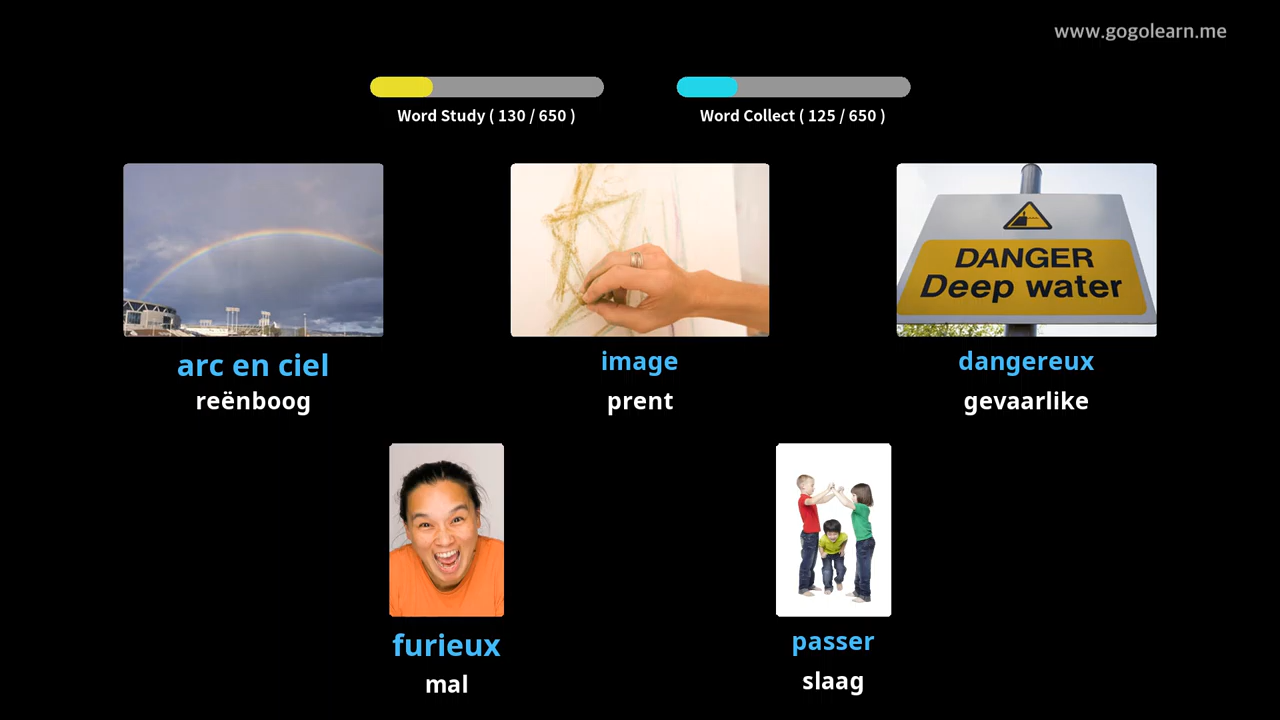 www.gogolearn.me
Word Study ( 130 / 650 )
Word Collect ( 125 / 650 )
DANGER
Deep water
arc en ciel
image
dangereux
reënboog
prent
gevaarlike
furieux
passer
mal
slaag